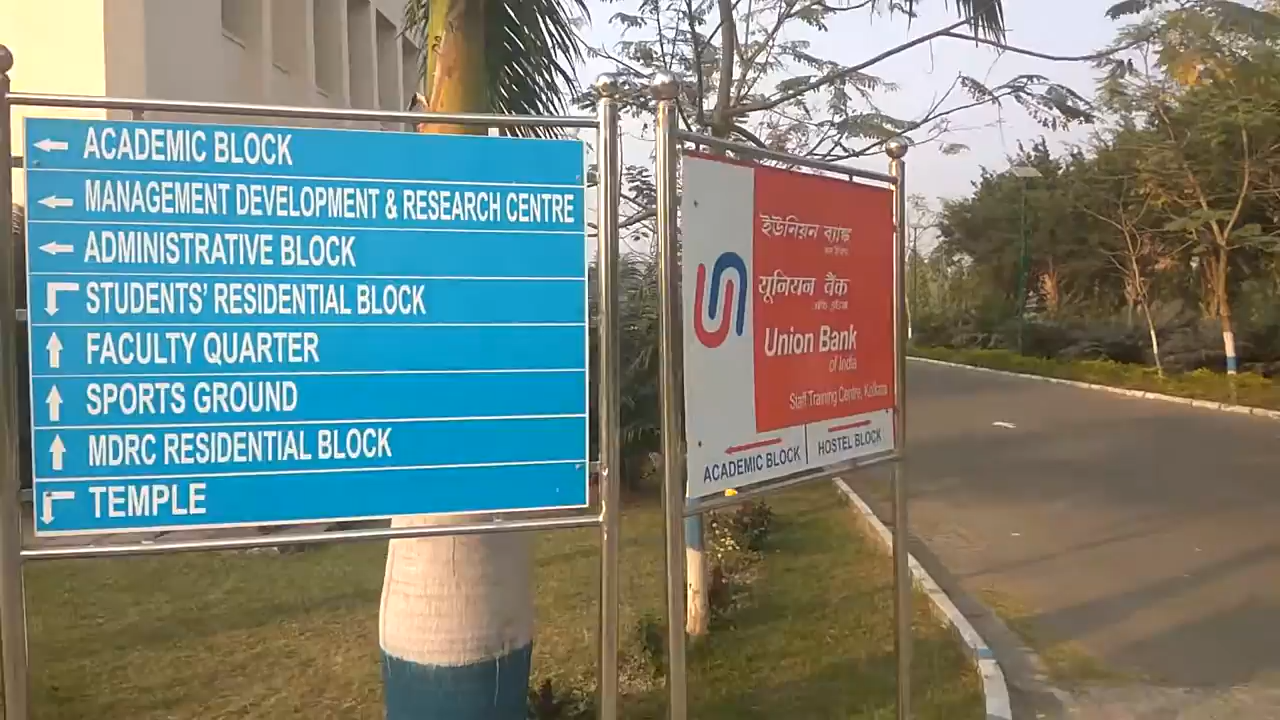 ACADEMIC BLOCK
MANAGEMENT DEVELOPMENT & RESEARCH CENTRE
ADMINISTRATIVE BLOCK
STUDENTS' RESIDENTIAL BLOCK
FACULTY QUARTER
SPORTS GROUND
MDRC RESIDENTIAL BLOCK
TEMPLE
ইউনিয়ন ব্যাঙ্ক
यूनियन बैंक
ऑफ इंडिया
Union Bank
of India
Staff Training Centre, Kolkata
ACADEMIC BLOCK
HOSTEL BLOCK